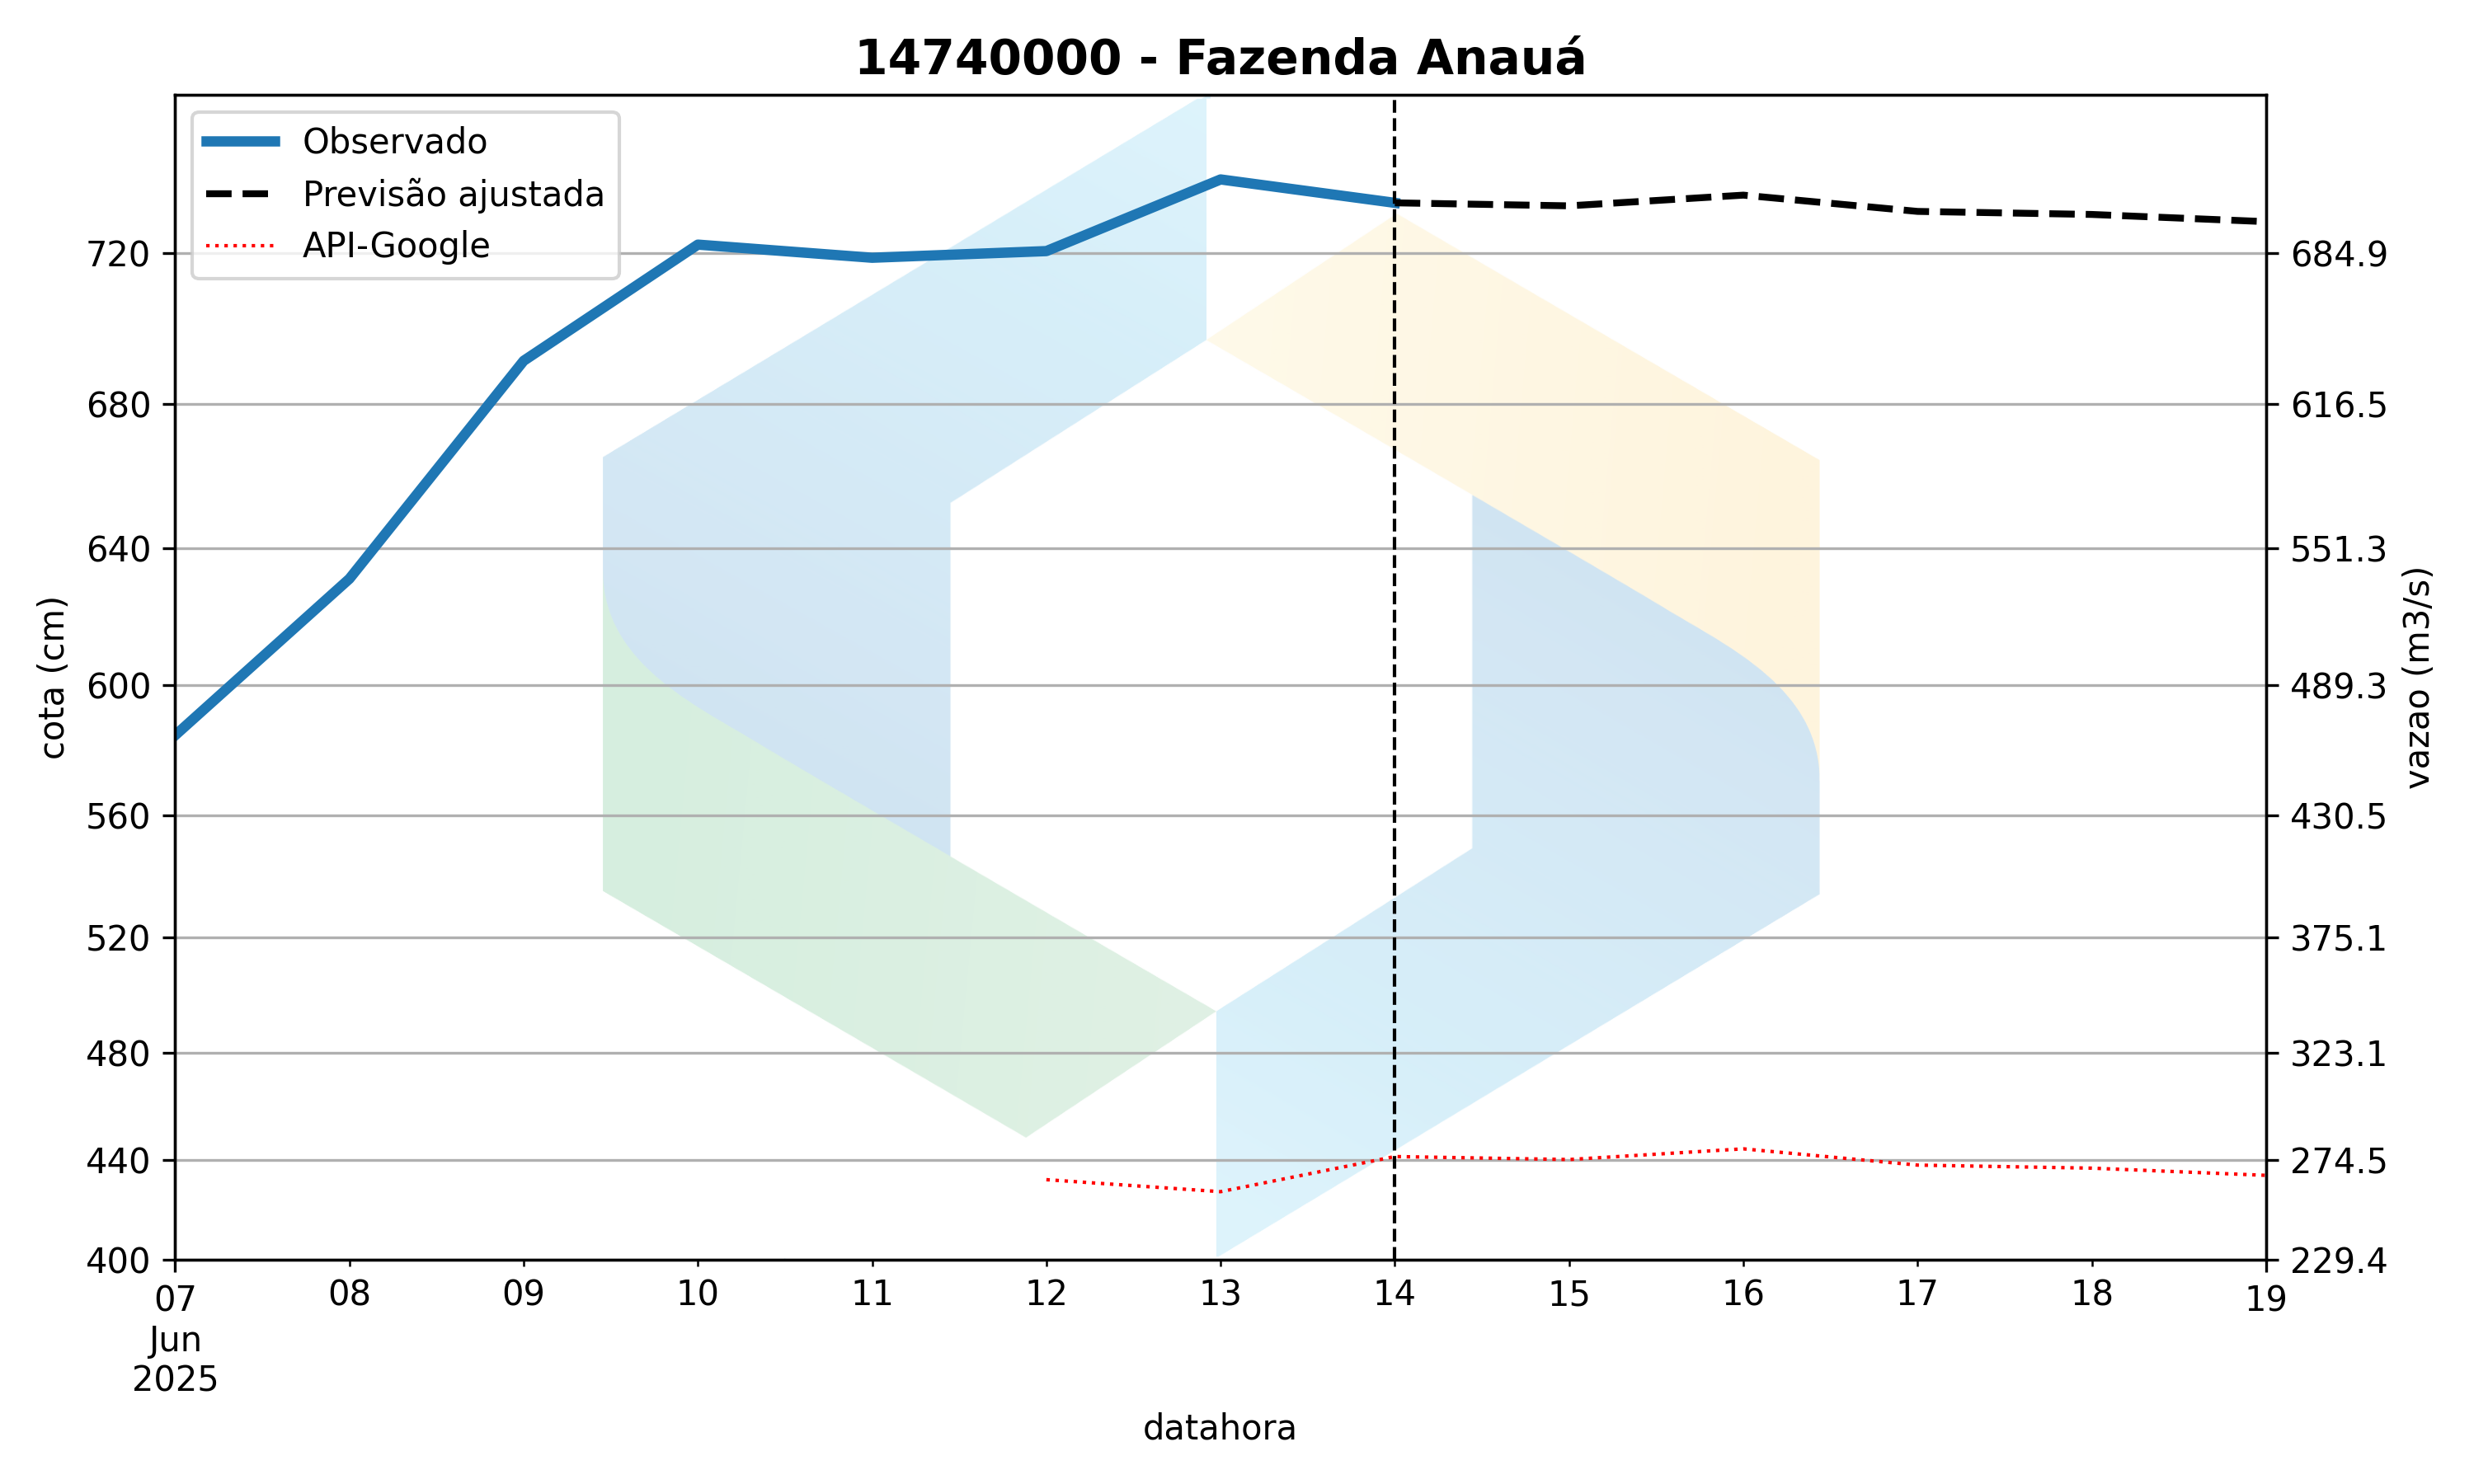 14740000 - Fazenda Anauá
Observado
Previsão ajustada
API-Google
720
680
640
600
560
520
480
440
400
cota (cm)
684.9
616.5
551.3
489.3
430.5
375.1
323.1
274.5
229.4
vazao (m3/s)
07 08 09 10 11 12 13 14 15 16 17 18 19
Jun
2025
datahora